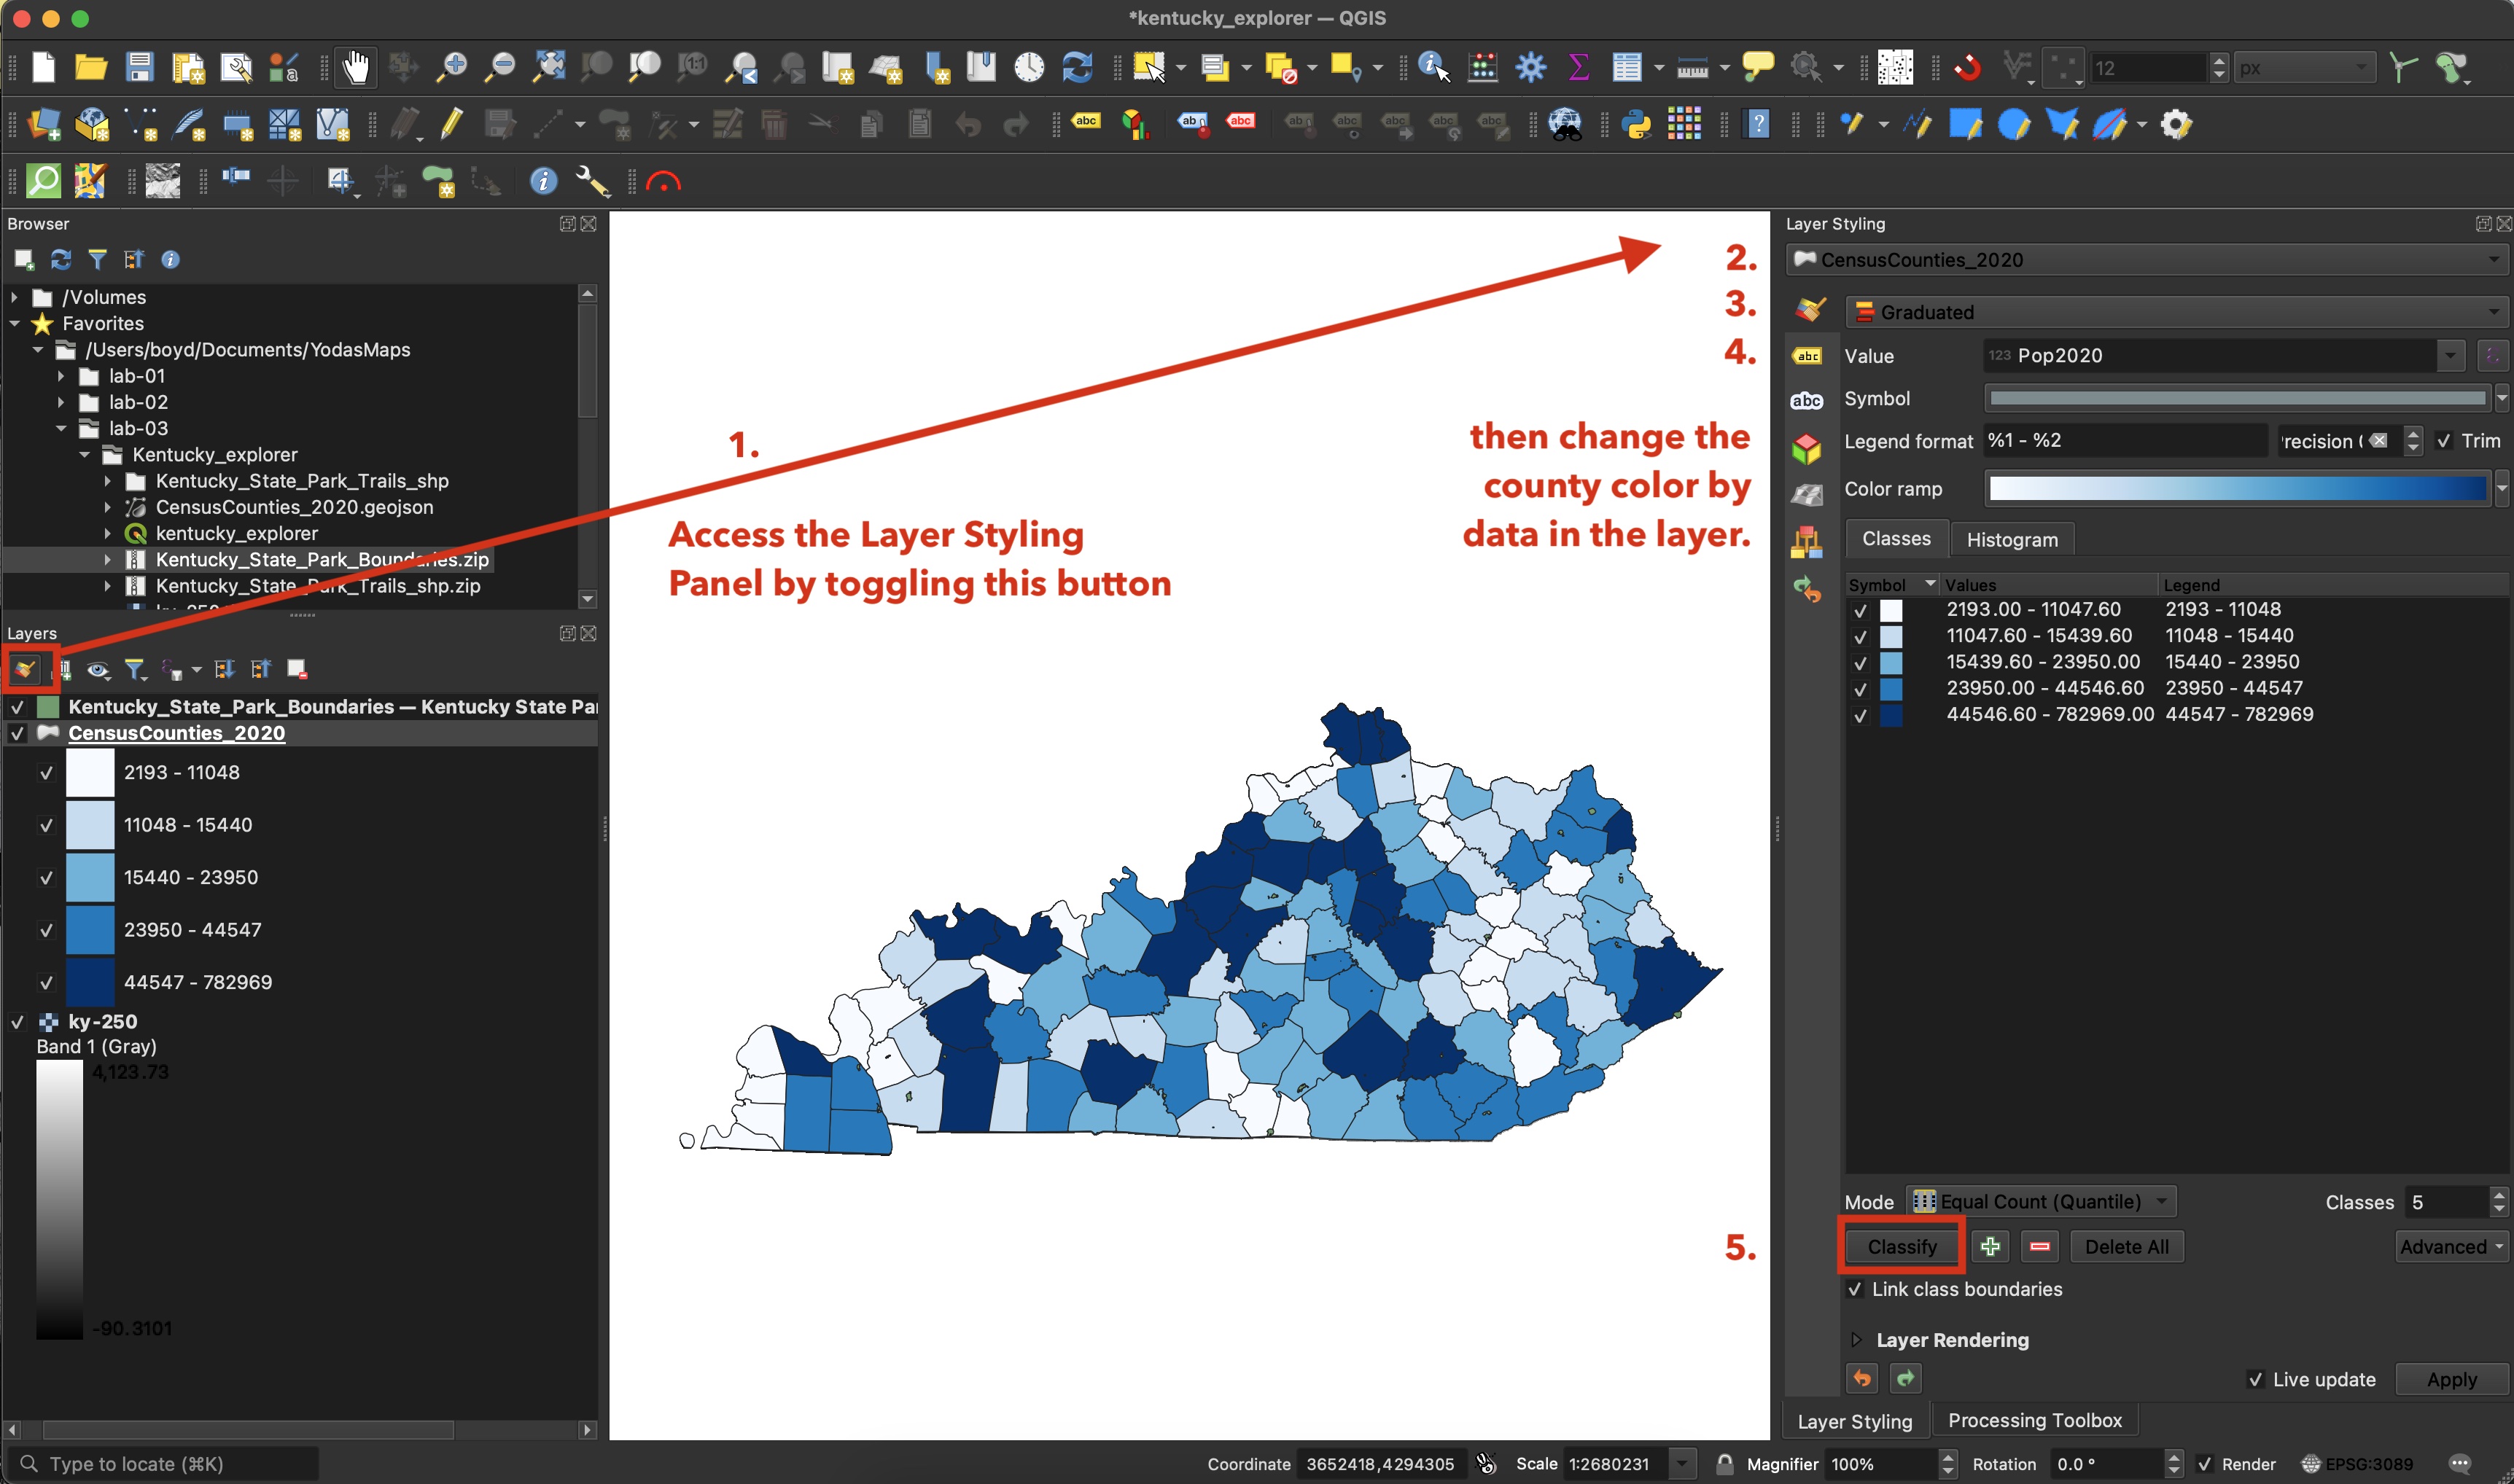 *kentucky_explorer — QGIS
12
px
Browser
/Volumes
Favorites
/Users/boyd/Documents/YodasMaps
lab-01
lab-02
lab-03
Kentucky_explorer
Kentucky_State_Park_Trails_shp
CensusCounties_2020.geojson
kentucky_explorer
Kentucky_State_Park_Boundaries.zip
Kentucky_State_Park_Trails_shp.zip
Layers
Kentucky_State_Park_Boundaries — Kentucky State Par
CensusCounties_2020
2193 - 11048
11048 - 15440
15440 - 23950
23950 - 44547
44547 - 782969
ky-250
Band 1 (Gray)
4,123.73
-90.3101
1.
Access the Layer Styling
Panel by toggling this button
2.
3.
4.
then change the
county color by
data in the layer.
5.
Layer Styling
CensusCounties_2020
Graduated
Value 123 Pop2020
Symbol
Legend format %1 - %2 recision Trim
Color ramp
Classes Histogram
Symbol Values Legend
2193.00 - 11047.60 2193 - 11048
11047.60 - 15439.60 11048 - 15440
15439.60 - 23950.00 15440 - 23950
23950.00 - 44546.60 23950 - 44547
44546.60 - 782969.00 44547 - 782969
Mode Equal Count (Quantile) Classes 5
Classify Delete All Advanced
Link class boundaries
Layer Rendering
Live update Apply
Layer Styling Processing Toolbox
Type to locate (⌘K) Coordinate 3652418,4294305 Scale 1:2680231 Magnifier 100% Rotation 0.0 ° Render EPSG:3089